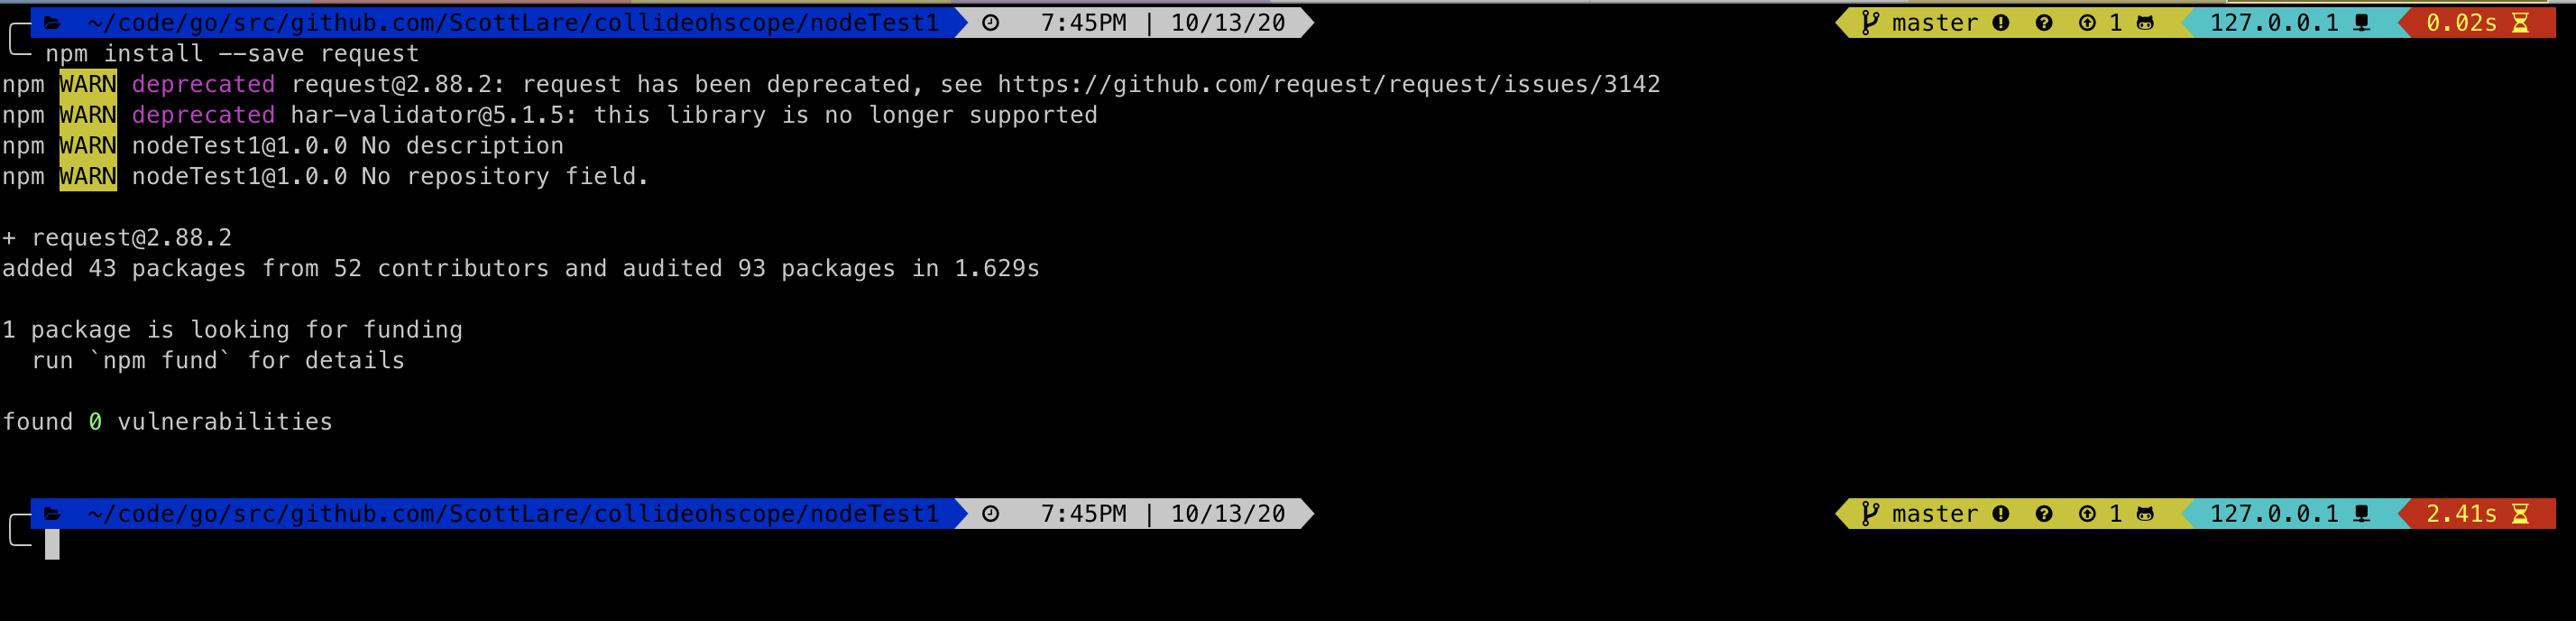 ~/code/go/src/github.com/ScottLare/collideohscope/nodeTest1 7:45PM | 10/13/20 master 1 127.0.0.1 0.02s
npm install --save request
npm WARN deprecated request@2.88.2: request has been deprecated, see https://github.com/request/request/issues/3142
npm WARN deprecated har-validator@5.1.5: this library is no longer supported
npm WARN nodeTest1@1.0.0 No description
npm WARN nodeTest1@1.0.0 No repository field.
+ request@2.88.2
added 43 packages from 52 contributors and audited 93 packages in 1.629s
1 package is looking for funding
run `npm fund` for details
found 0 vulnerabilities
~/code/go/src/github.com/ScottLare/collideohscope/nodeTest1 7:45PM | 10/13/20 master 1 127.0.0.1 2.41s